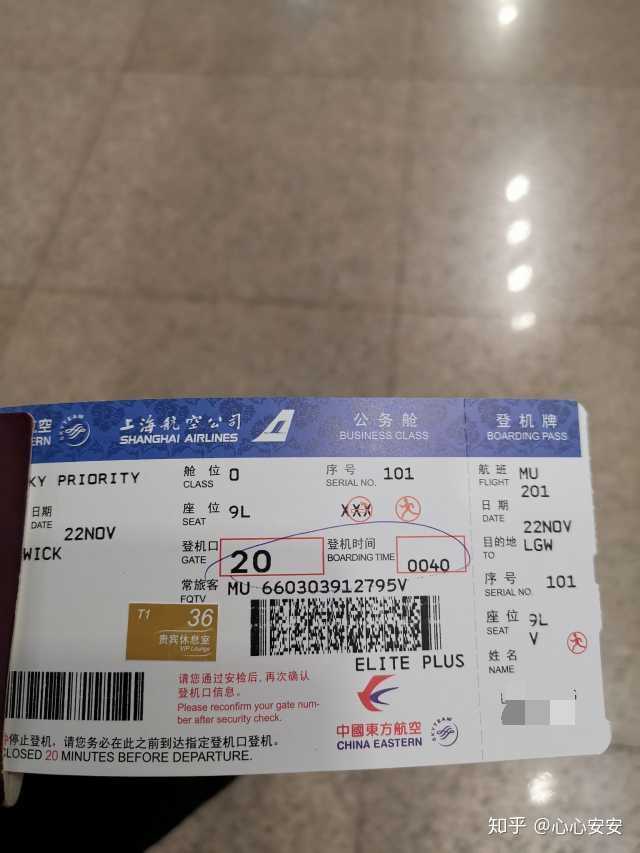 空 SKYTEAM 上海航空公司 公务舱 登机牌
ERN SHANGHAI AIRLINES BUSINESS CLASS BOARDING PASS
KY PRIORITY 舱位 O 序号 101 航班 MU
CLASS SERIAL NO. FLIGHT 201
日期 座位 9L XXX 日期
DATE 22NOV SEAT DATE 22NOV
WICK 登机口 20 登机时间 0040 目的地 LGW
GATE BOARDING TIME TO
常旅客 MU 660303912795V 序号 101
FQTV SERIAL NO.
T1 36 座位 9L
贵宾休息室 SEAT V
VIP Lounge
ELITE PLUS 姓名
NAME
请您通过安检后,再次确认
登机口信息。
Please reconfirm your gate num-
ber after security check.
中國東方航空 SKYTEAM
CHINA EASTERN
停止登机,请您务必在此之前到达指定登机口登机。
CLOSED 20 MINUTES BEFORE DEPARTURE.
知乎 @心心安安